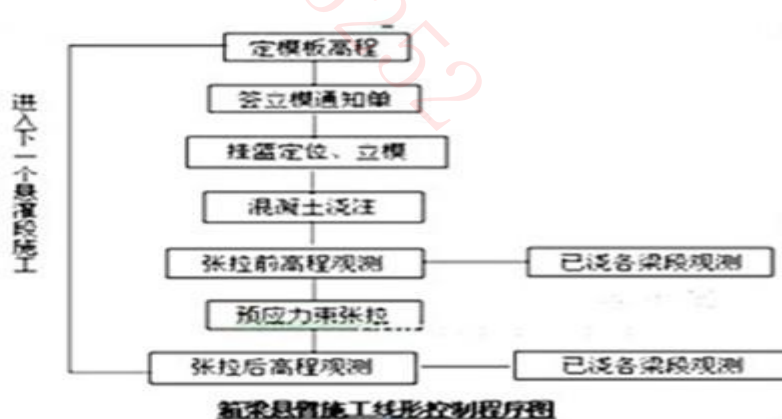 定模板高程
签立模通知单
挂篮定位、立模
混凝土浇注
张拉前高程观测
已浇各梁段观测
预应力束张拉
张拉后高程观测
已浇各梁段观测
进入下一个悬灌段施工
箱梁悬臂施工线形控制程序图